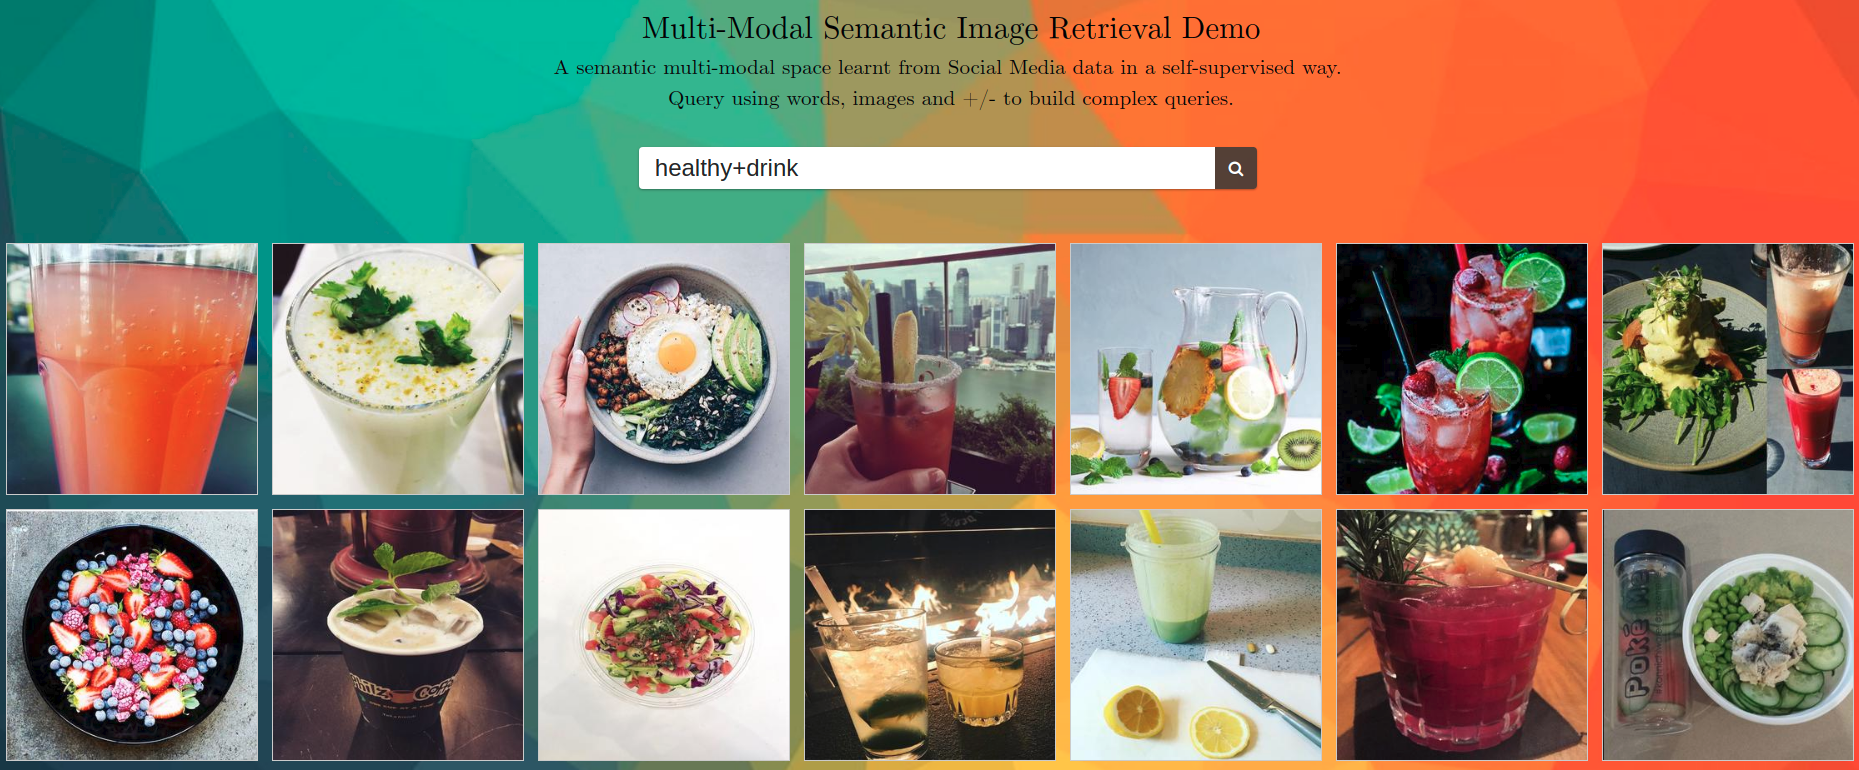 Multi-Modal Semantic Image Retrieval Demo
A semantic multi-modal space learnt from Social Media data in a self-supervised way.
Query using words, images and +/- to build complex queries.
healthy+drink
Poké